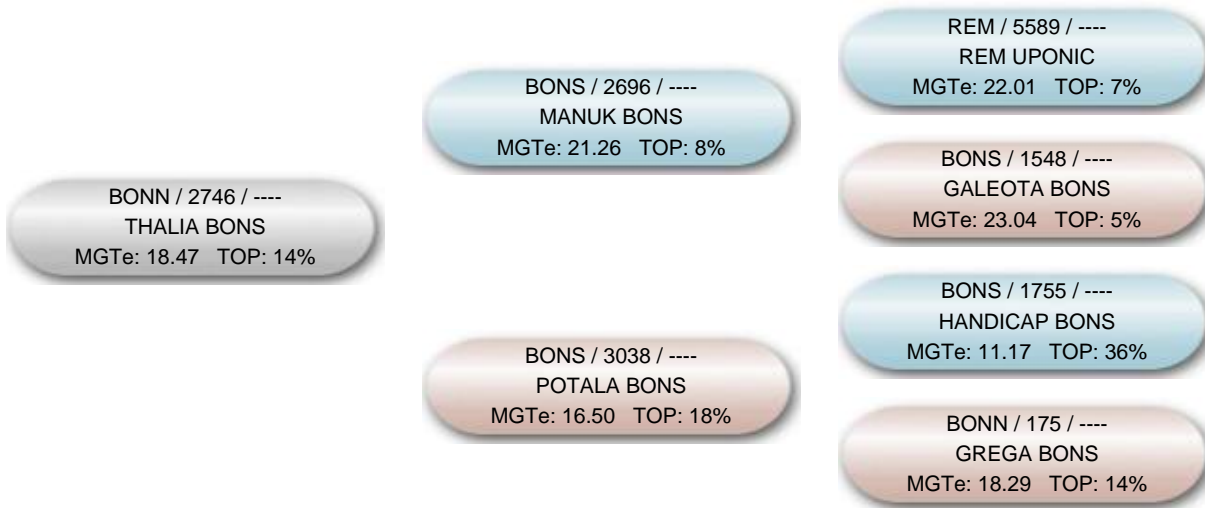 BONN / 2746 / ----
THALIA BONS
MGTe: 18.47 TOP: 14%
BONS / 2696 / ----
MANUK BONS
MGTe: 21.26 TOP: 8%
BONS / 3038 / ----
POTALA BONS
MGTe: 16.50 TOP: 18%
REM / 5589 / ----
REM UPONIC
MGTe: 22.01 TOP: 7%
BONS / 1548 / ----
GALEOTA BONS
MGTe: 23.04 TOP: 5%
BONS / 1755 / ----
HANDICAP BONS
MGTe: 11.17 TOP: 36%
BONN / 175 / ----
GREGA BONS
MGTe: 18.29 TOP: 14%